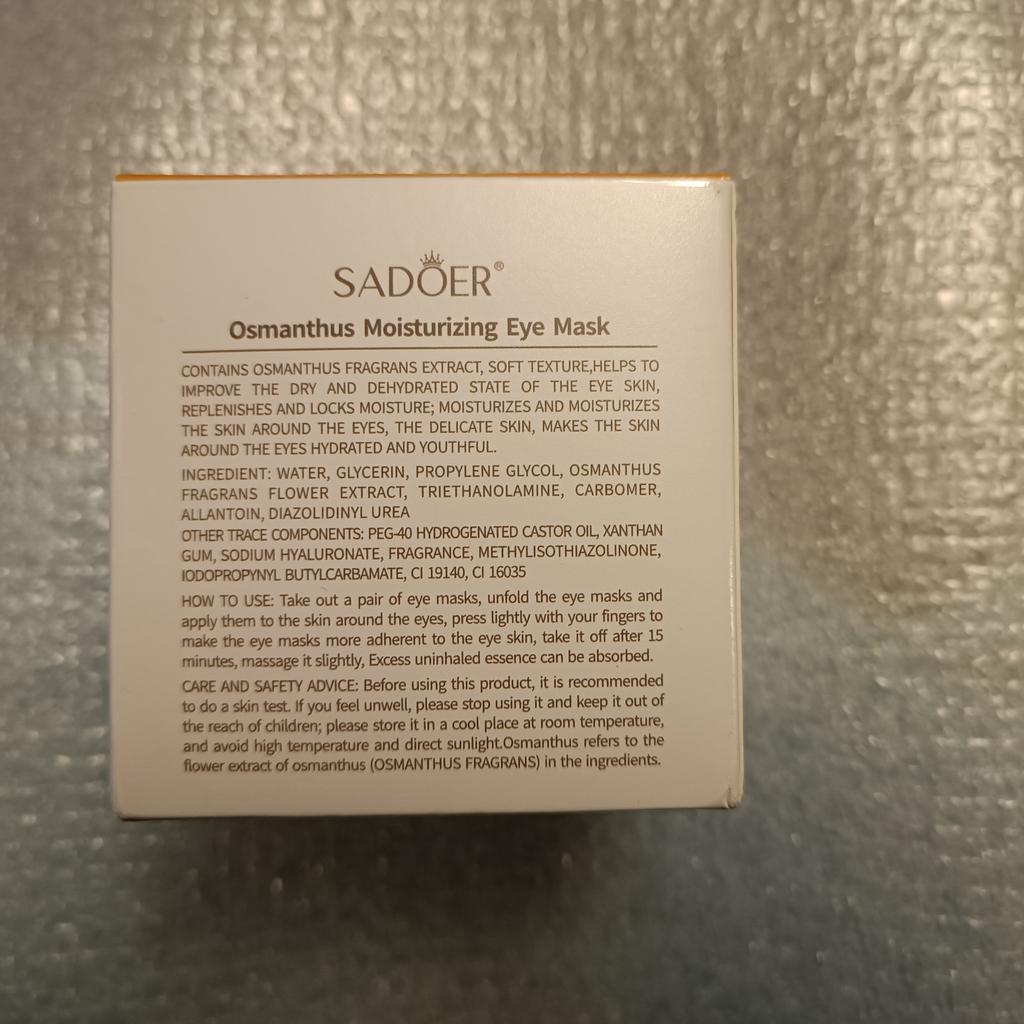 SADOER®
Osmanthus Moisturizing Eye Mask
CONTAINS OSMANTHUS FRAGRANS EXTRACT, SOFT TEXTURE,HELPS TO
IMPROVE THE DRY AND DEHYDRATED STATE OF THE EYE SKIN,
REPLENISHES AND LOCKS MOISTURE; MOISTURIZES AND MOISTURIZES
THE SKIN AROUND THE EYES, THE DELICATE SKIN, MAKES THE SKIN
AROUND THE EYES HYDRATED AND YOUTHFUL.
INGREDIENT: WATER, GLYCERIN, PROPYLENE GLYCOL, OSMANTHUS
FRAGRANS FLOWER EXTRACT, TRIETHANOLAMINE, CARBOMER,
ALLANTOIN, DIAZOLIDINYL UREA
OTHER TRACE COMPONENTS: PEG-40 HYDROGENATED CASTOR OIL, XANTHAN
GUM, SODIUM HYALURONATE, FRAGRANCE, METHYLISOTHIAZOLINONE,
IODOPROPYNYL BUTYLCARBAMATE, CI 19140, CI 16035
HOW TO USE: Take out a pair of eye masks, unfold the eye masks and
apply them to the skin around the eyes, press lightly with your fingers to
make the eye masks more adherent to the eye skin, take it off after 15
minutes, massage it slightly, Excess uninhaled essence can be absorbed.
CARE AND SAFETY ADVICE: Before using this product, it is recommended
to do a skin test. If you feel unwell, please stop using it and keep it out of
the reach of children; please store it in a cool place at room temperature,
and avoid high temperature and direct sunlight.Osmanthus refers to the
flower extract of osmanthus (OSMANTHUS FRAGRANS) in the ingredients.